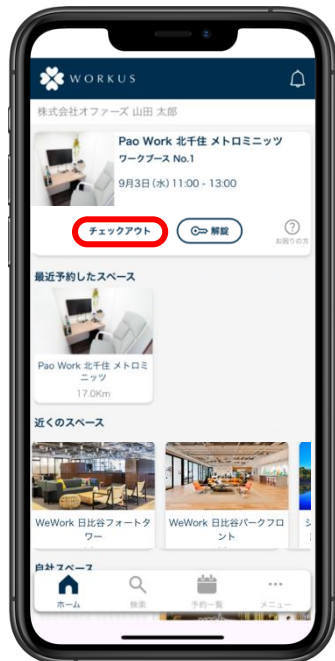 WORKUS
株式会社オファーズ 山田 太郎
Pao Work 北千住 メトロミニッツ
ワークブース No.1
9月3日(水) 11:00 - 13:00
チェックアウト
解錠
お困りの方
最近予約したスペース
Pao Work 北千住 メトロミ
ニッツ
17.0Km
近くのスペース
WeWork 日比谷フォートタ
ワー
WeWork 日比谷パークフロ
ント
自社スペース
ホーム
検索
予約一覧
メニュー